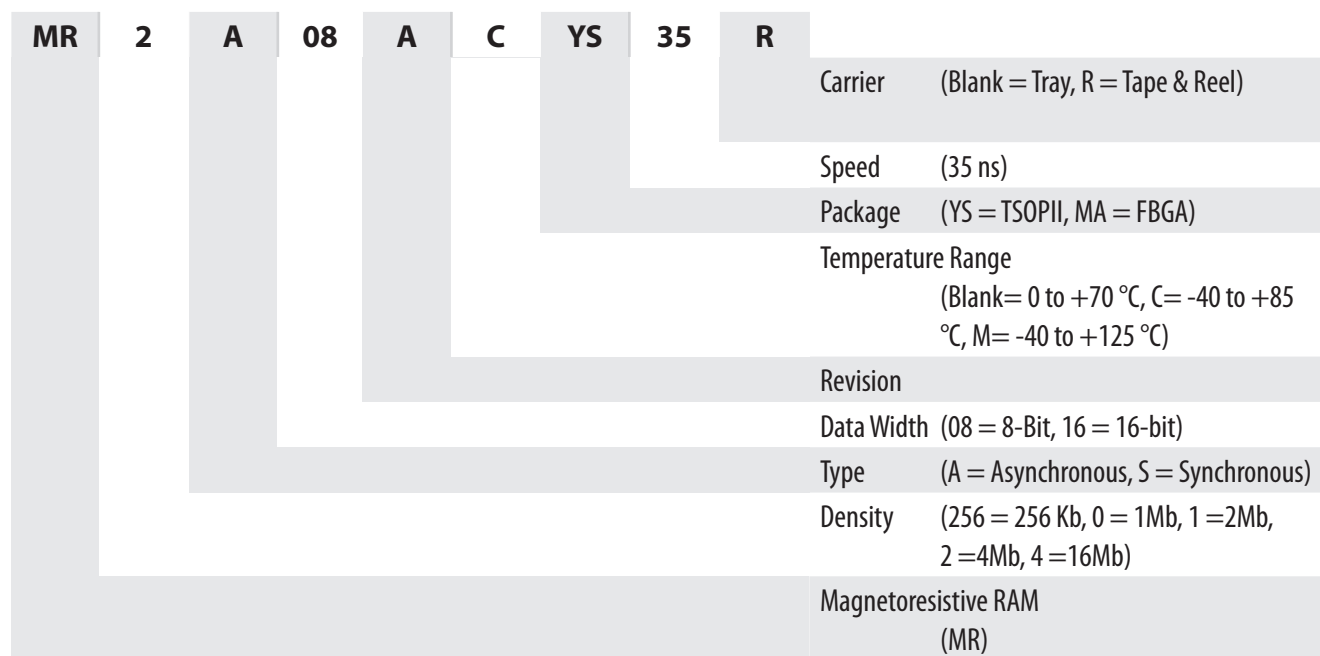 MR 2 A 08 A C YS 35 R
Carrier (Blank = Tray, R = Tape & Reel)
Speed (35 ns)
Package (YS = TSOPII, MA = FBGA)
Temperature Range
(Blank= 0 to +70 °C, C= -40 to +85
°C, M= -40 to +125 °C)
Revision
Data Width (08 = 8-Bit, 16 = 16-bit)
Type (A = Asynchronous, S = Synchronous)
Density (256 = 256 Kb, 0 = 1Mb, 1 =2Mb,
2 =4Mb, 4 =16Mb)
Magnetoresistive RAM
(MR)